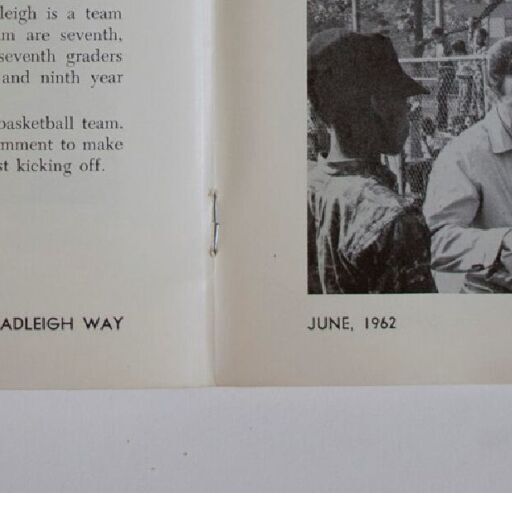 leigh is a team
m are seventh,
seventh graders
and ninth year
basketball team.
mment to make
st kicking off.
ADLEIGH WAY
JUNE, 1962